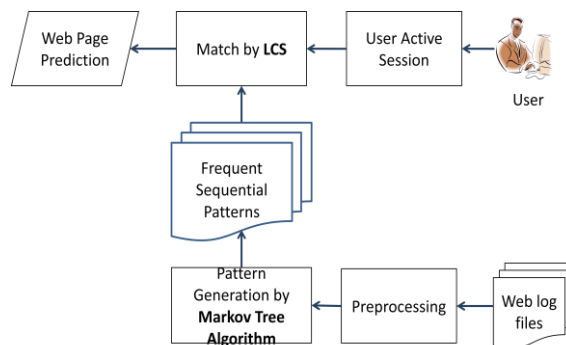 Web Page
Prediction
Match by LCS
User Active
Session
User
Frequent
Sequential
Patterns
Pattern
Generation by
Markov Tree
Algorithm
Preprocessing
Web log
files